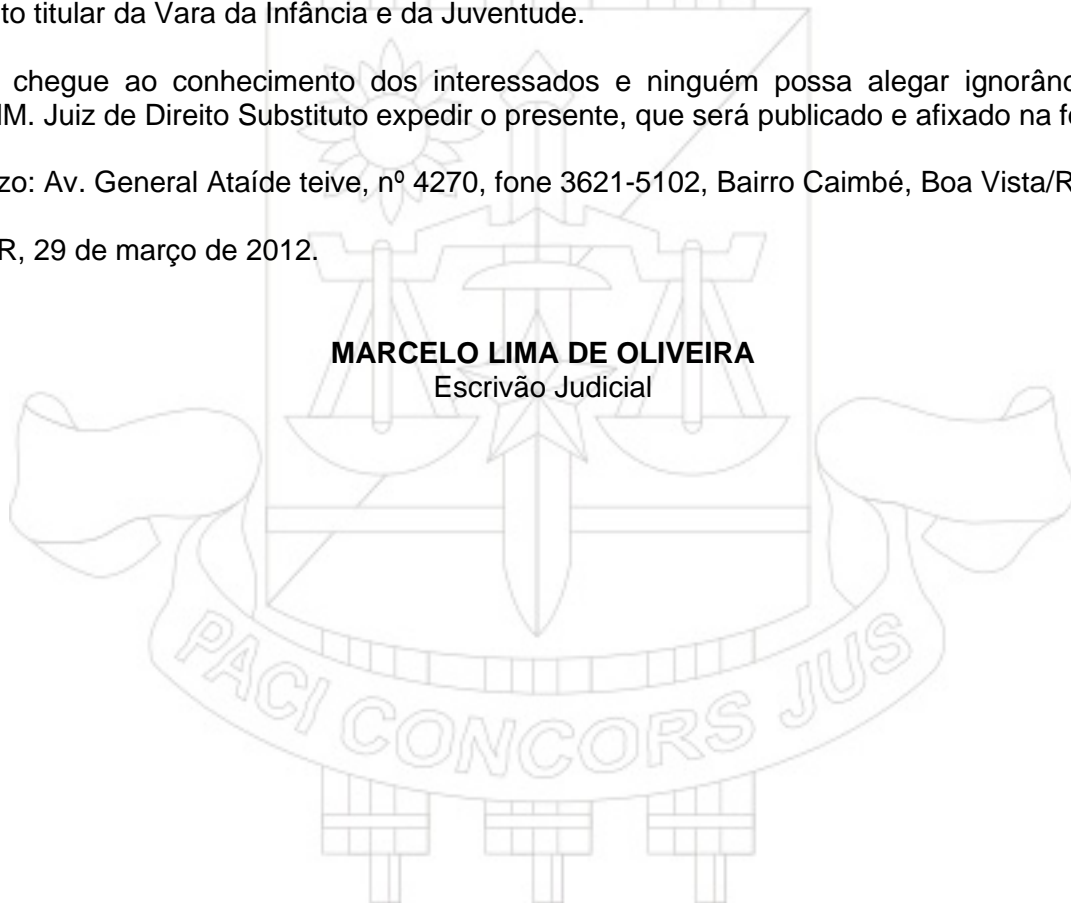 to titular da Vara da Infância e da Juventude.
chegue ao conhecimento dos interessados e ninguém possa alegar
M. Juiz de Direito Substituto expedir o presente, que será publicado e afixado na
zo: Av. General Ataíde teive, nº 4270, fone 3621-5102, Bairro Caimbé, Boa Vista/R
R, 29 de março de 2012.
MARCELO LIMA DE OLIVEIRA
Escrivão Judicial
PACI CONCORS JUS